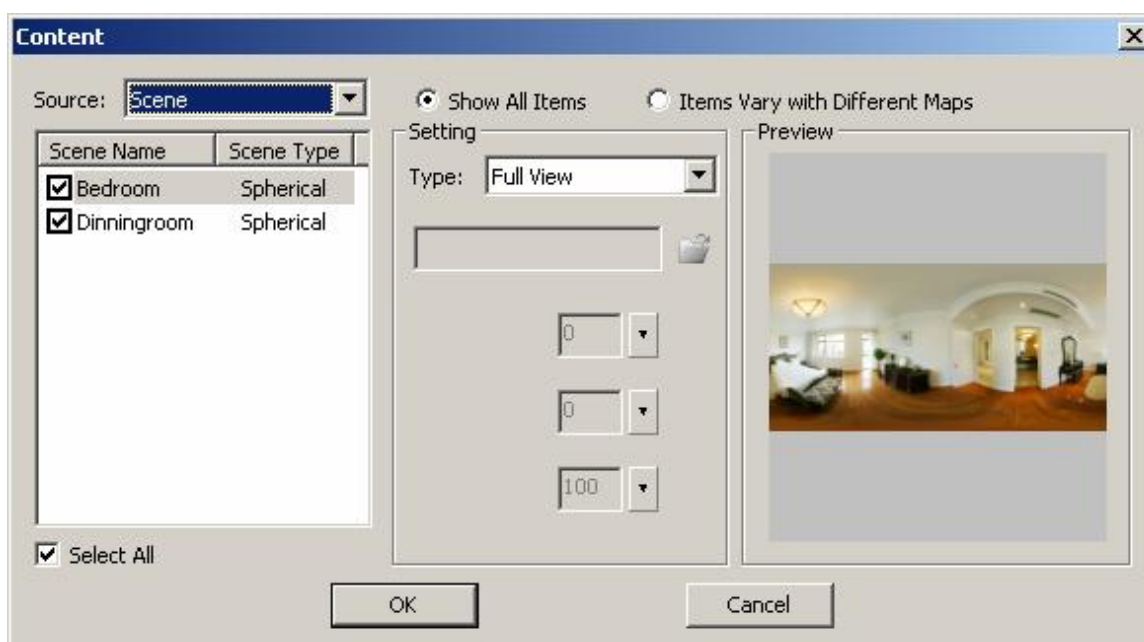 Content
Source: Scene
Show All Items Items Vary with Different Maps
Scene Name Scene Type
Bedroom Spherical
Dinningroom Spherical
Select All
Setting
Type: Full View
0
0
100
Preview
OK Cancel